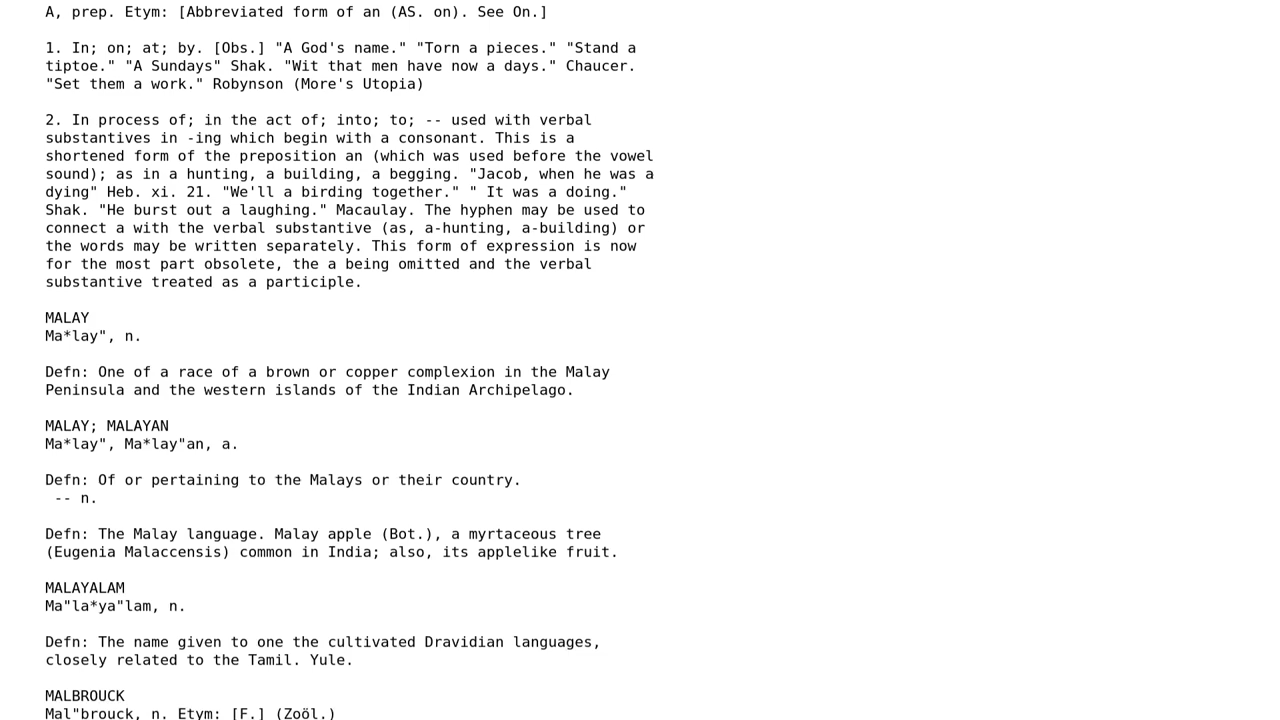 A, prep. Etym: [Abbreviated form of an (AS. on). See On.]
1. In; on; at; by. [Obs.] "A God's name." "Torn a pieces." "Stand a
tiptoe." "A Sundays" Shak. "Wit that men have now a days." Chaucer.
"Set them a work." Robynson (More's Utopia)
2. In process of; in the act of; into; to; -- used with verbal
substantives in -ing which begin with a consonant. This is a
shortened form of the preposition an (which was used before the vowel
sound); as in a hunting, a building, a begging. "Jacob, when he was a
dying" Heb. xi. 21. "We'll a birding together." " It was a doing."
Shak. "He burst out a laughing." Macaulay. The hyphen may be used to
connect a with the verbal substantive (as, a-hunting, a-building) or
the words may be written separately. This form of expression is now
for the most part obsolete, the a being omitted and the verbal
substantive treated as a participle.
MALAY
Ma*lay", n.
Defn: One of a race of a brown or copper complexion in the Malay
Peninsula and the western islands of the Indian Archipelago.
MALAY; MALAYAN
Ma*lay", Ma*lay"an, a.
Defn: Of or pertaining to the Malays or their country.
 -- n.
Defn: The Malay language. Malay apple (Bot.), a myrtaceous tree
(Eugenia Malaccensis) common in India; also, its applelike fruit.
MALAYALAM
Ma"la*ya"lam, n.
Defn: The name given to one the cultivated Dravidian languages,
closely related to the Tamil. Yule.
MALBROUCK
Mal"brouck, n. Etym: [F.] (Zoöl.)